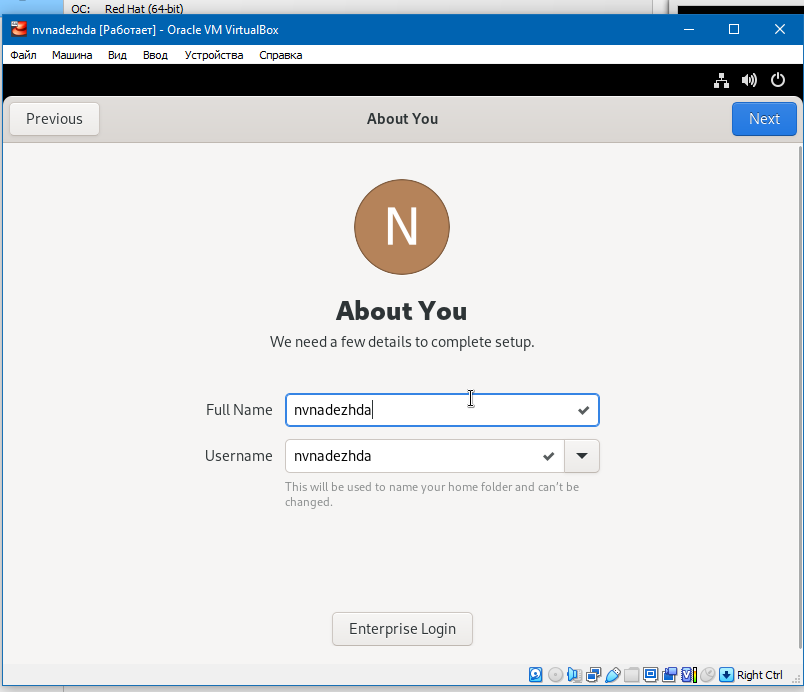 ОС: Red Hat (64-bit)
nvnadezhda [Работает] - Oracle VM VirtualBox
Файл Машина Вид Ввод Устройства Справка
Previous About You Next
N
About You
We need a few details to complete setup.
Full Name nvnadezhda
Username nvnadezhda
This will be used to name your home folder and can't be
changed.
Enterprise Login
Right Ctrl